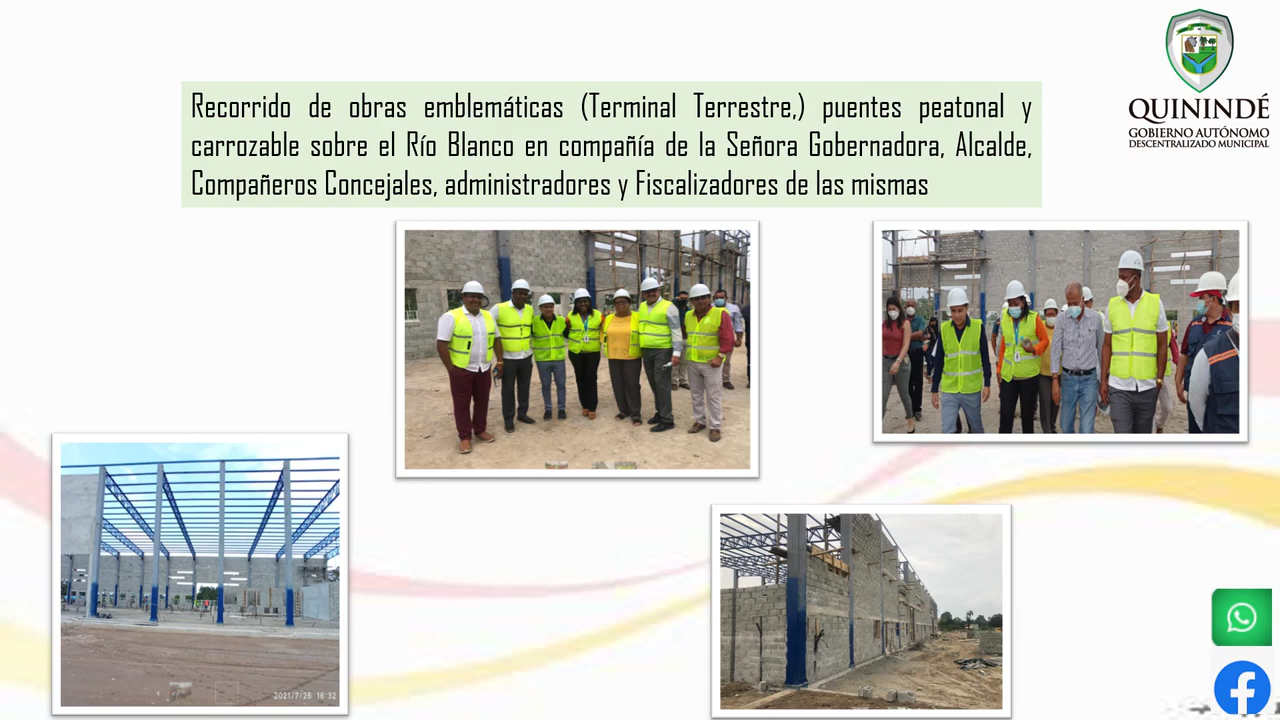 Recorrido de obras emblemáticas (Terminal Terrestre,) puentes peatonal y
carrozable sobre el Río Blanco en compañía de la Señora Gobernadora, Alcalde,
Compañeros Concejales, administradores y Fiscalizadores de las mismas
QUININDÉ
GOBIERNO AUTÓNOMO
DESCENTRALIZADO MUNICIPAL
2021/7/26 16:32